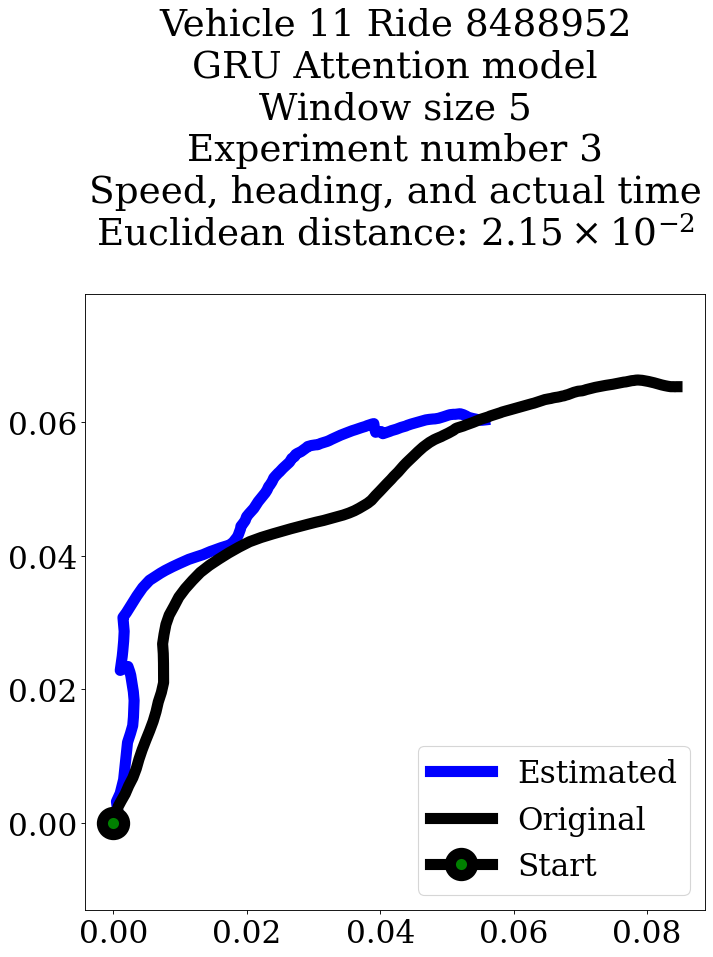 Vehicle 11 Ride 8488952
GRU Attention model
Window size 5
Experiment number 3
Speed, heading, and actual time
Euclidean distance: 2.15 × 10⁻²
0.06
0.04
0.02
0.00
Estimated
Original
Start
0.00 0.02 0.04 0.06 0.08